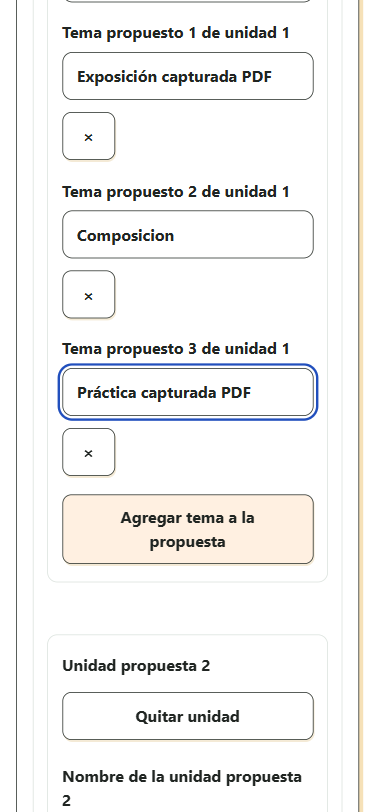 Tema propuesto 1 de unidad 1
Exposición capturada PDF
×
Tema propuesto 2 de unidad 1
Composicion
×
Tema propuesto 3 de unidad 1
Práctica capturada PDF
×
Agregar tema a la
propuesta
Unidad propuesta 2
Quitar unidad
Nombre de la unidad propuesta
2